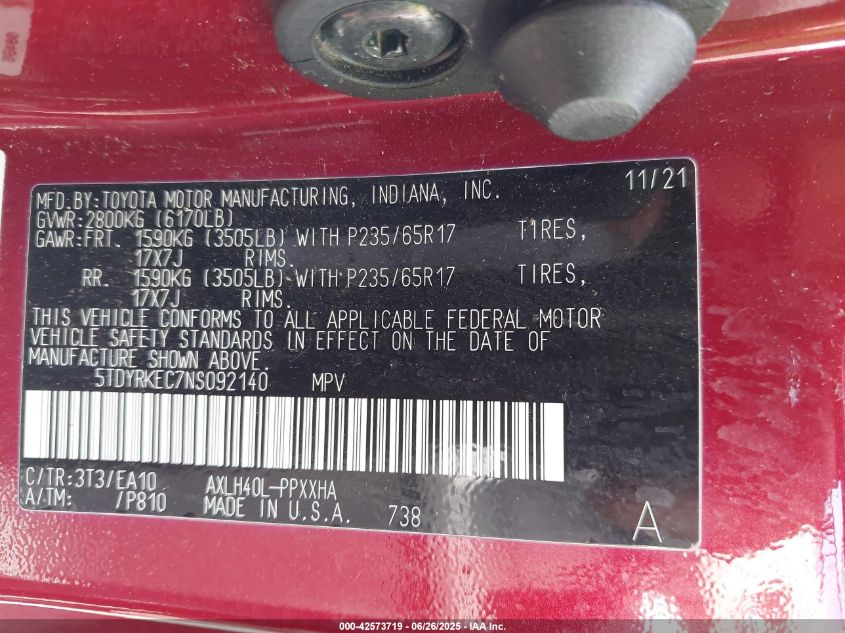 MFD.BY:TOYOTA MOTOR MANUFACTURING, INDIANA, INC. 11/21
GVWR:2800KG (6170LB)
GAWR:FRT. 1590KG (3505LB) WITH P235/65R17 TIRES,
17X7J RIMS.
RR. 1590KG (3505LB) WITH P235/65R17 TIRES,
17X7J RIMS.
THIS VEHICLE CONFORMS TO ALL APPLICABLE FEDERAL MOTOR
VEHICLE SAFETY STANDARDS IN EFFECT ON THE DATE OF
MANUFACTURE SHOWN ABOVE.
5TDYRKEC7NS092140 MPV
C/TR:3T3/EA10 AXLH40L-PPXXHA
A/TM: /P810 MADE IN U.S.A. 738 A
000-42573719 - 06/26/2025 - IAA Inc.